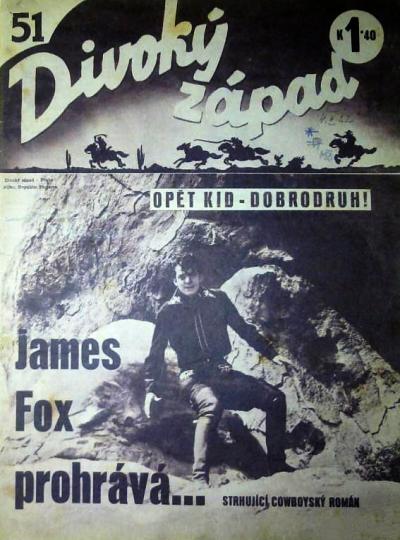 51
Divoký
západ
K 1·40
OPĚT KID - DOBRODRUH!
James
Fox
prohrává...
STRHUJÍCÍ COWBOYSKÝ ROMÁN